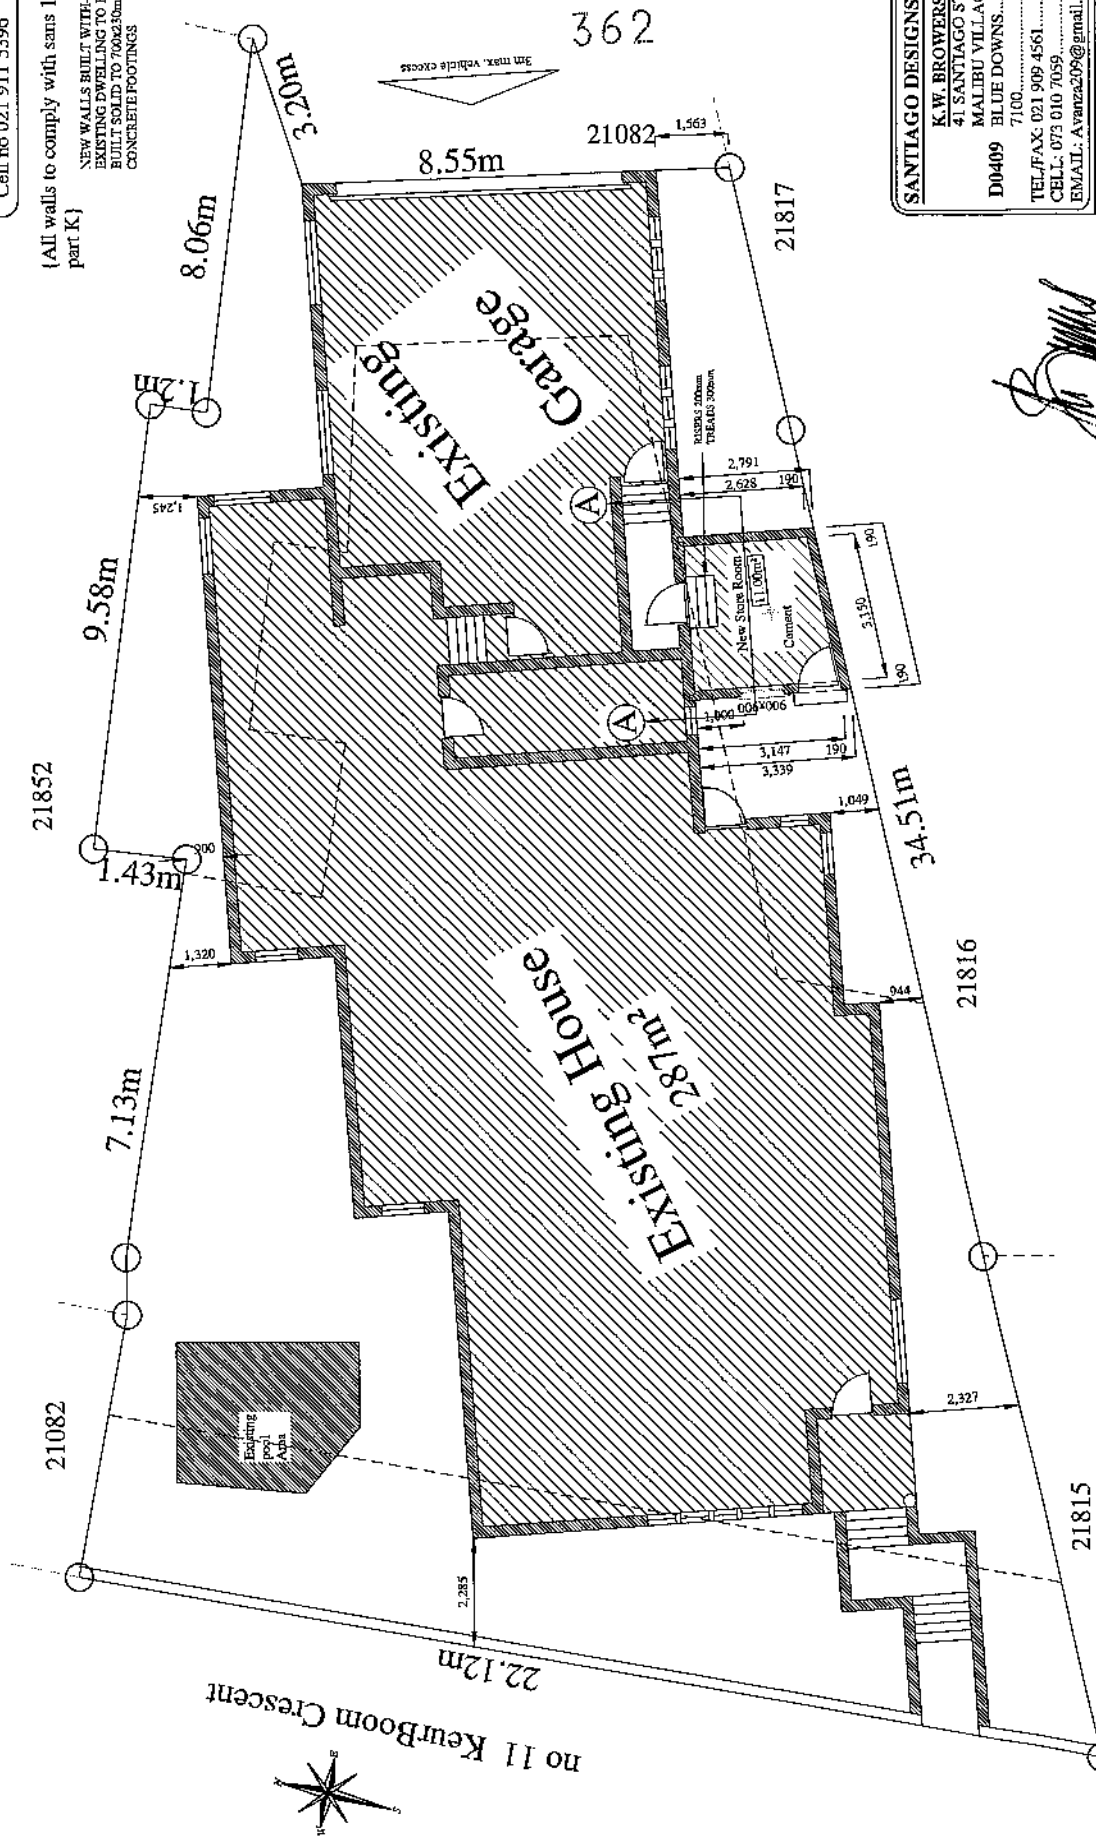 Cell no 021 911 5396
{All walls to comply with sans 1
part K}
NEW WALLS BUILT WITH-
EXISTING DWELLING TO
BUILT SOLID TO 700x230m
CONCRETE FOOTINGS
362
3m max. vehicle excess
3.20m
8.06m
1.2m
9.58m
1,245
21852
1.43m
900
1,320
7.13m
21082
8.55m
21082
1,563
21817
Existing
Garage
RISERS 200mm
TREADS 300mm
A
A
2,791
2,628
190
New Store Room
11.00m²
Cament
190
3,150
190
900x600
1,000
3,147
190
3,339
1,049
34.51m
944
21816
Existing House
287m²
Existing
pool
Area
2,327
2,285
22.12m
21815
no 11 KeurBoom Crescent
N
E
S
W
SANTIAGO DESIGNS
K.W. BROWERS
41 SANTIAGO S
MALIBU VILLAG
D0409 BLUE DOWNS...
7100
TEL/FAX: 021 909 4561
CELL: 073 010 7059
EMAIL: Avanza209@gmail.